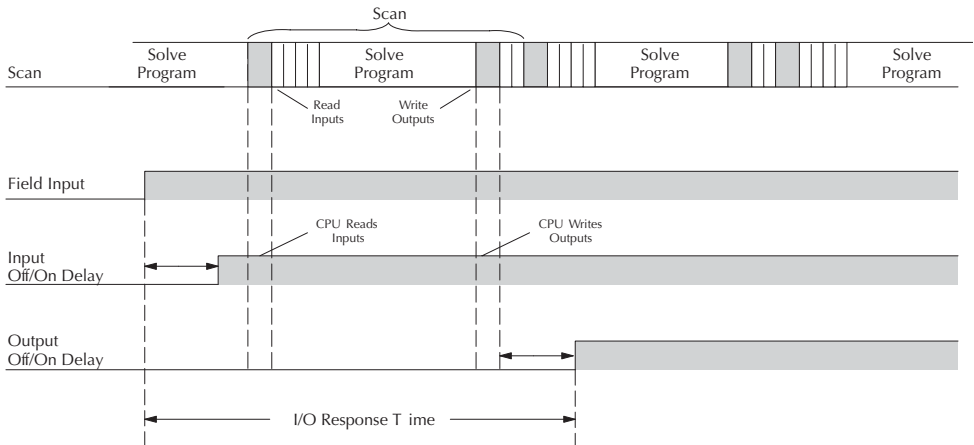 Scan
Scan
Solve
Program
Solve
Program
Solve
Program
Solve
Program
Read
Inputs
Write
Outputs
Field Input
CPU Reads
Inputs
CPU Writes
Outputs
Input
Off/On Delay
Output
Off/On Delay
I/O Response T ime